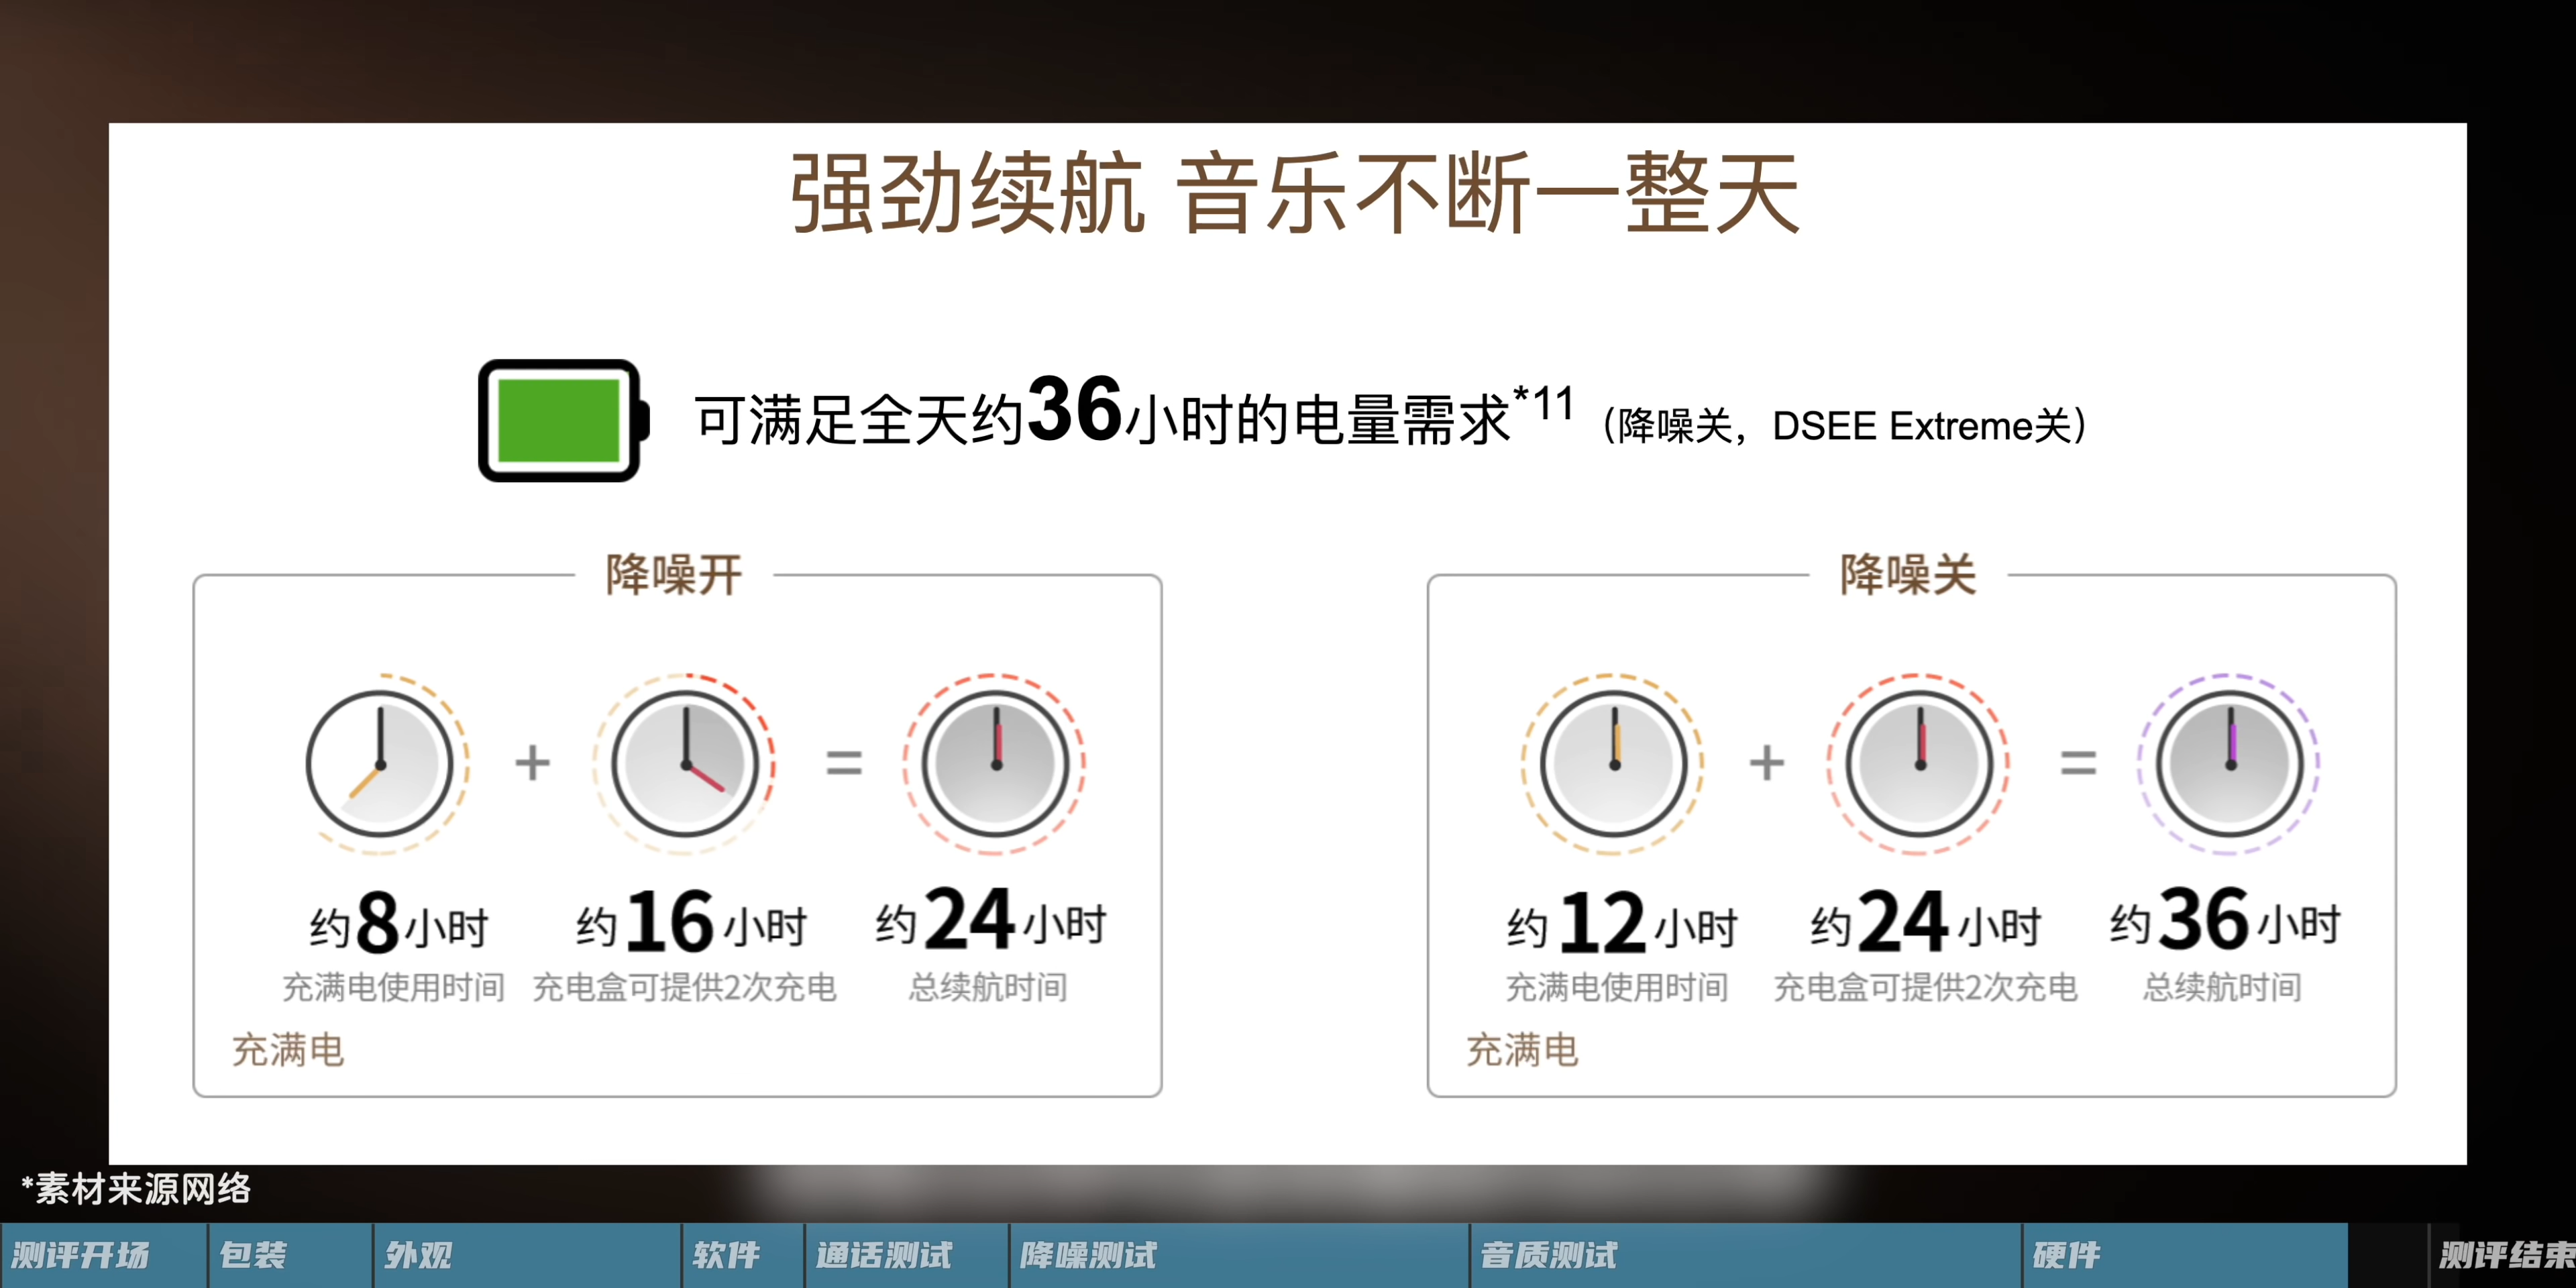 强劲续航 音乐不断一整天
可满足全天约36小时的电量需求*11（降噪关，DSEE Extreme关）
降噪开
约8小时 + 约16小时 = 约24小时
充满电使用时间 充电盒可提供2次充电 总续航时间
充满电
降噪关
约12小时 + 约24小时 = 约36小时
充满电使用时间 充电盒可提供2次充电 总续航时间
充满电
*素材来源网络
测评开场 包装 外观 软件 通话测试 降噪测试 音质测试 硬件 测评结束